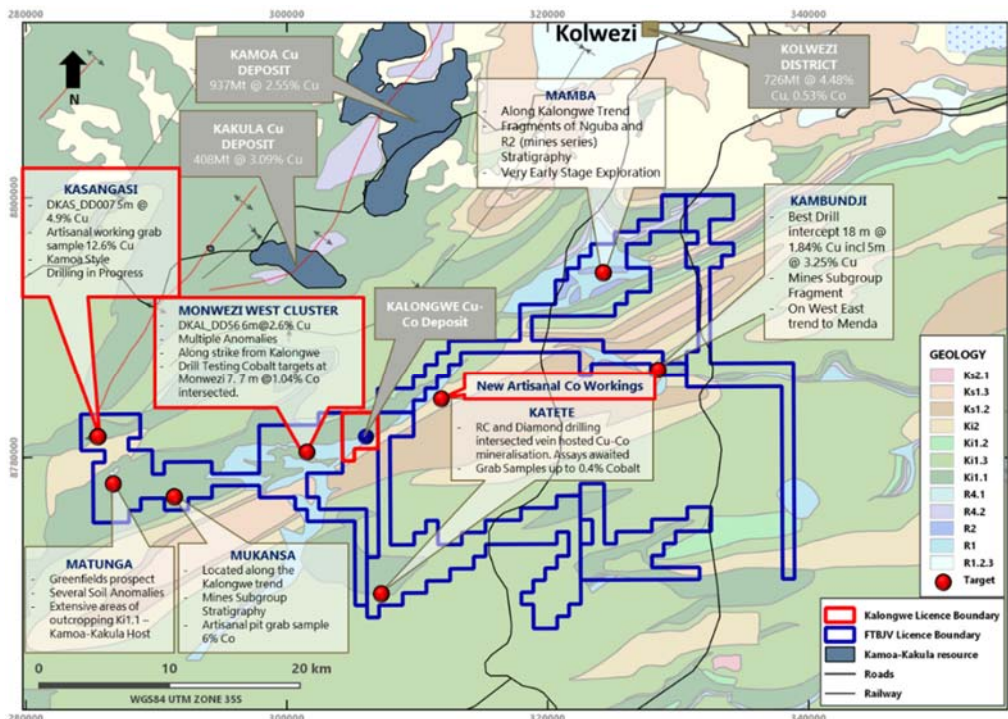 280000
300000
320000
340000
Kolwezi
N
KAMOA Cu
DEPOSIT
937Mt @ 2.55% Cu
KOLWEZI
DISTRICT
726Mt @ 4.48%
Cu, 0.53% Co
KAKULA Cu
DEPOSIT
408Mt @ 3.09% Cu
MAMBA
- Along Kalongwe Trend
- Fragments of Nguba and
R2 (mines series)
Stratigraphy
- Very Early Stage Exploration
8800000
8800000
KASANGASI
- DKAS_DD007 5m @
4.9% Cu
- Artisanal working grab
sample 12.6% Cu
- Kamoa Style
- Drilling in Progress
KAMBUNDJI
- Best Drill
intercept 18 m @
1.84% Cu incl 5m
@ 3.25% Cu
- Mines Subgroup
Fragment
- On West East
trend to Menda
MONWEZI WEST CLUSTER
- DKAL_DD56 6m@2.6% Cu
- Multiple Anomalies
- Along strike from Kalongwe
- Drill Testing Cobalt targets at
Monwezi 7. 7 m @1.04% Co
intersected.
KALONGWE Cu-
Co Deposit
New Artisanal Co Workings
KATETE
- RC and Diamond drilling
intersected vein hosted Cu-Co
mineralisation. Assays awaited
- Grab Samples up to 0.4% Cobalt
8780000
8780000
MATUNGA
- Greenfields prospect
- Several Soil Anomalies
- Extensive areas of
outcropping Ki1.1 –
Kamoa-Kakula Host
MUKANSA
- Located along the
Kalongwe trend
- Mines Subgroup
Stratigraphy
- Artisanal pit grab sample
6% Co
GEOLOGY
Ks2.1
Ks1.3
Ks1.2
Ki2
Ki1.2
Ki1.3
Ki1.1
R4.1
R4.2
R2
R1
R1.2.3
Target
Kalongwe Licence Boundary
FTBJV Licence Boundary
Kamoa-Kakula resource
Roads
Railway
0 10 20 km
WGS84 UTM ZONE 35S
280000
300000
320000
340000